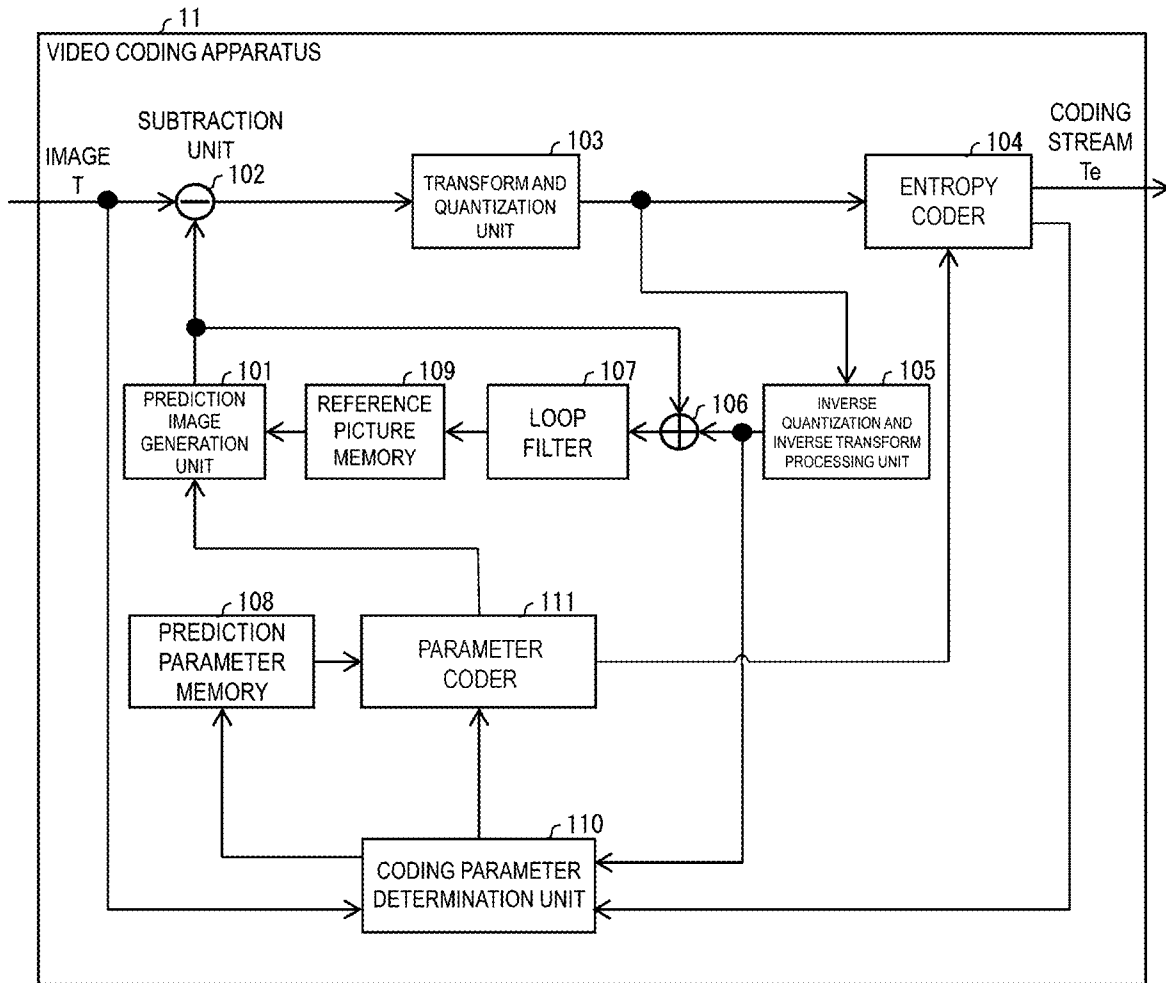 11
VIDEO CODING APPARATUS
SUBTRACTION
UNIT
IMAGE
T
102
103
TRANSFORM AND
QUANTIZATION
UNIT
104
ENTROPY
CODER
CODING
STREAM
Te
101
PREDICTION
IMAGE
GENERATION
UNIT
109
REFERENCE
PICTURE
MEMORY
107
LOOP
FILTER
106
105
INVERSE
QUANTIZATION AND
INVERSE TRANSFORM
PROCESSING UNIT
108
PREDICTION
PARAMETER
MEMORY
111
PARAMETER
CODER
110
CODING PARAMETER
DETERMINATION UNIT